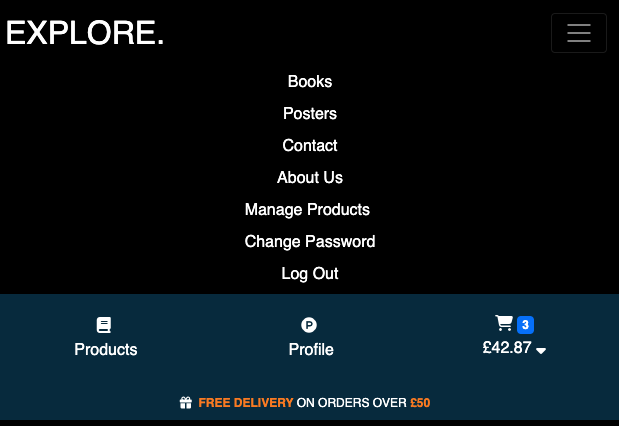 EXPLORE.
Books
Posters
Contact
About Us
Manage Products
Change Password
Log Out
3
Products Profile £42.87
FREE DELIVERY ON ORDERS OVER £50